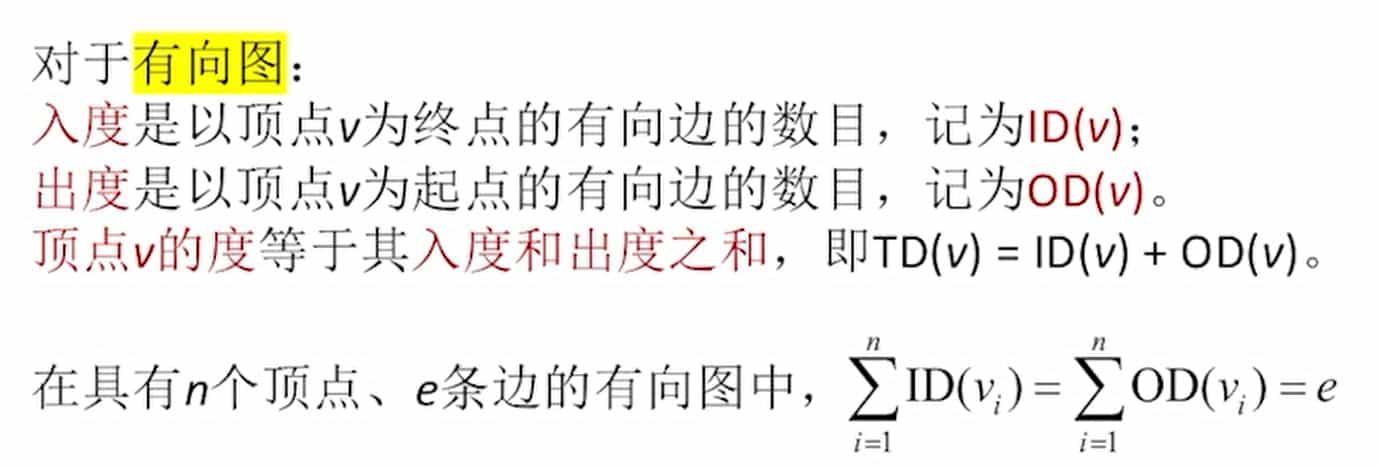 对于有向图：
入度是以顶点v为终点的有向边的数目，记为ID(v)；
出度是以顶点v为起点的有向边的数目，记为OD(v)。
顶点v的度等于其入度和出度之和，即TD(v) = ID(v) + OD(v)。
在具有n个顶点、e条边的有向图中，$\sum_{i=1}^{n} \mathrm{ID}(v_i) = \sum_{i=1}^{n} \mathrm{OD}(v_i) = e$